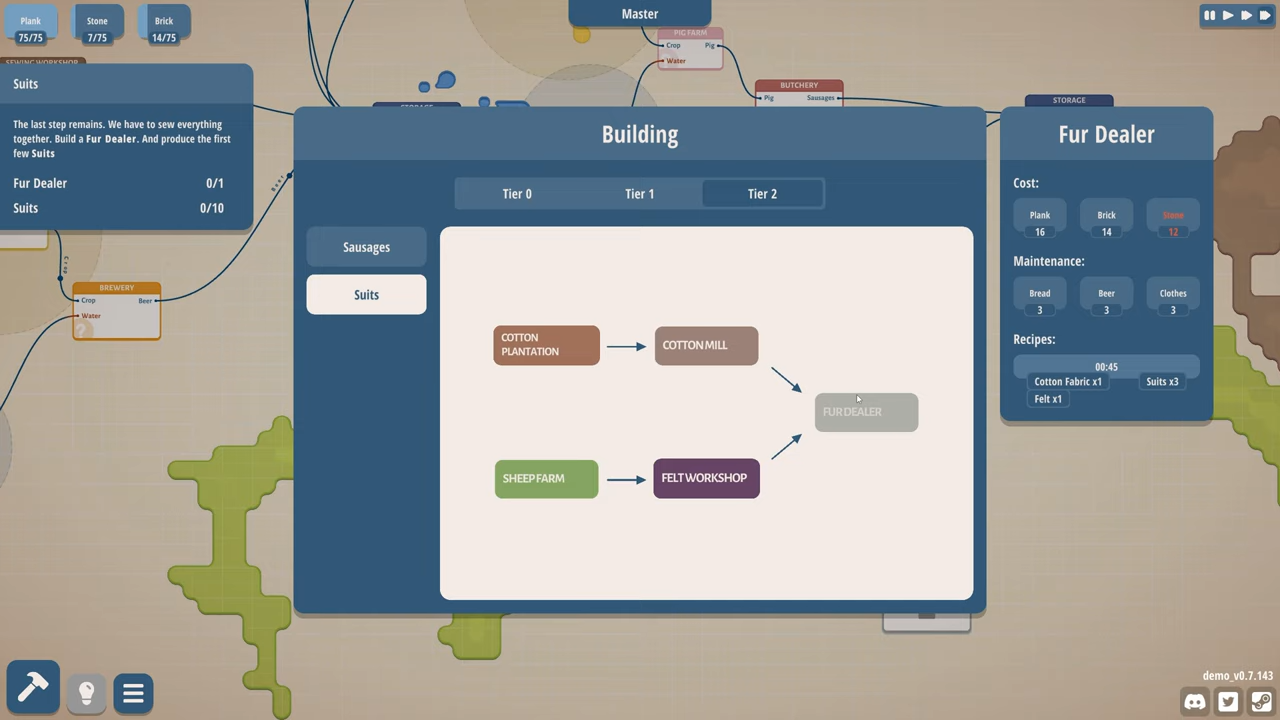 Plank
75/75
Stone
7/75
Brick
14/75
Master
PIG FARM
Crop
Pig
Water
BUTCHERY
Pig
Sausages
SEWING WORKSHOP
STORAGE
STORAGE
Suits
The last step remains. We have to sew everything
together. Build a Fur Dealer. And produce the first
few Suits
Fur Dealer
0/1
Suits
0/10
Beer
Crop
BREWERY
Crop
Beer
Water
?
Building
Tier 0
Tier 1
Tier 2
Sausages
Suits
COTTON
PLANTATION
COTTON MILL
FUR DEALER
SHEEP FARM
FELT WORKSHOP
Fur Dealer
Cost:
Plank
16
Brick
14
Stone
12
Maintenance:
Bread
3
Beer
3
Clothes
3
Recipes:
00:45
Cotton Fabric x1
Suits x3
Felt x1
demo_v0.7.143